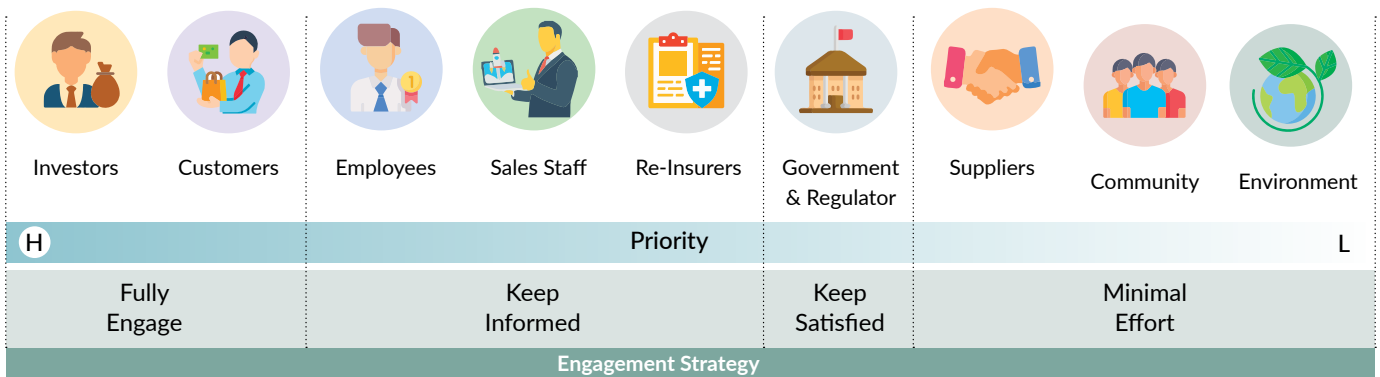 Investors
Customers
Employees
Sales Staff
1
Re-Insurers
Government
& Regulator
Suppliers
Community
Environment
H
Priority
L
Fully
Engage
Keep
Informed
Keep
Satisfied
Minimal
Effort
Engagement Strategy